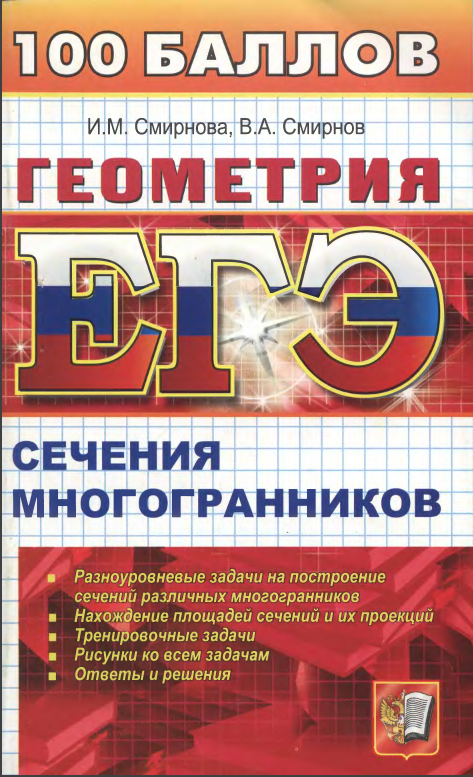 100 БАЛЛОВ
И.М. Смирнова, В.А. Смирнов
ГЕОМЕТРИЯ
ЕГЭ
СЕЧЕНИЯ
МНОГОГРАННИКОВ
Разноуровневые задачи на построение
сечений различных многогранников
Нахождение площадей сечений и их проекций
Тренировочные задачи
Рисунки ко всем задачам
Ответы и решения